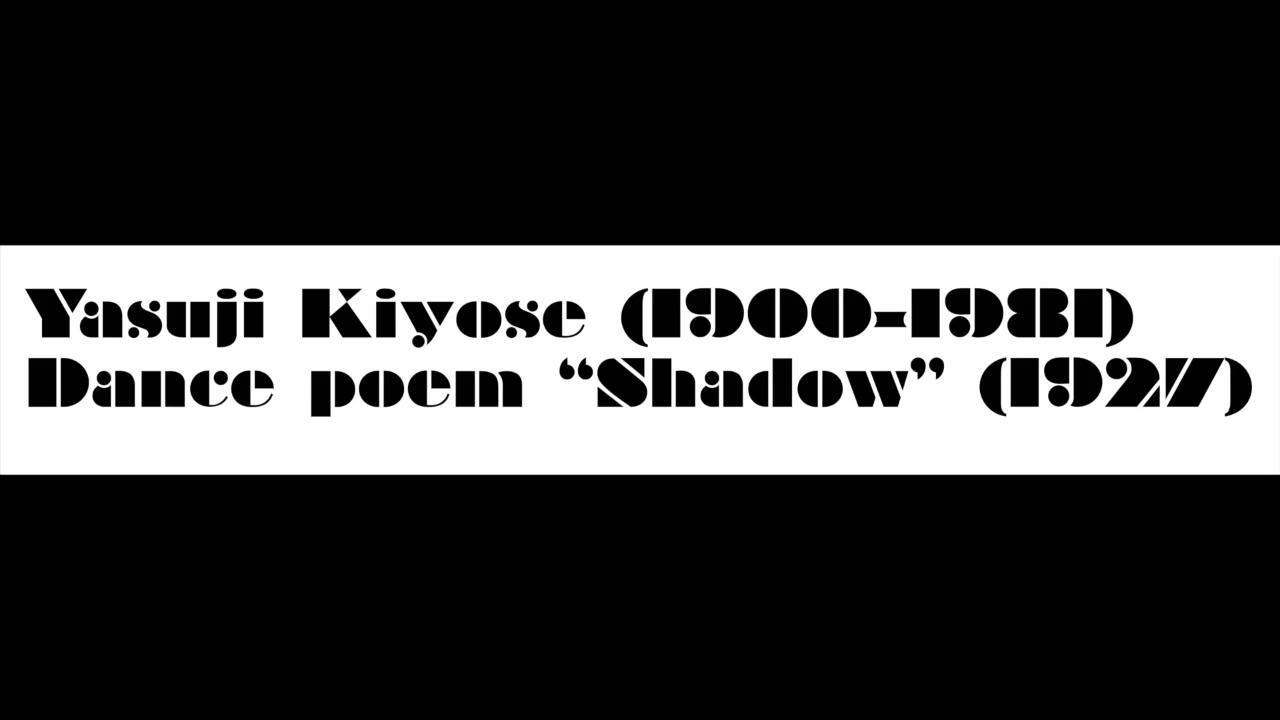 Yasuji Kiyose (1900-1981)
Dance poem “Shadow” (1927)